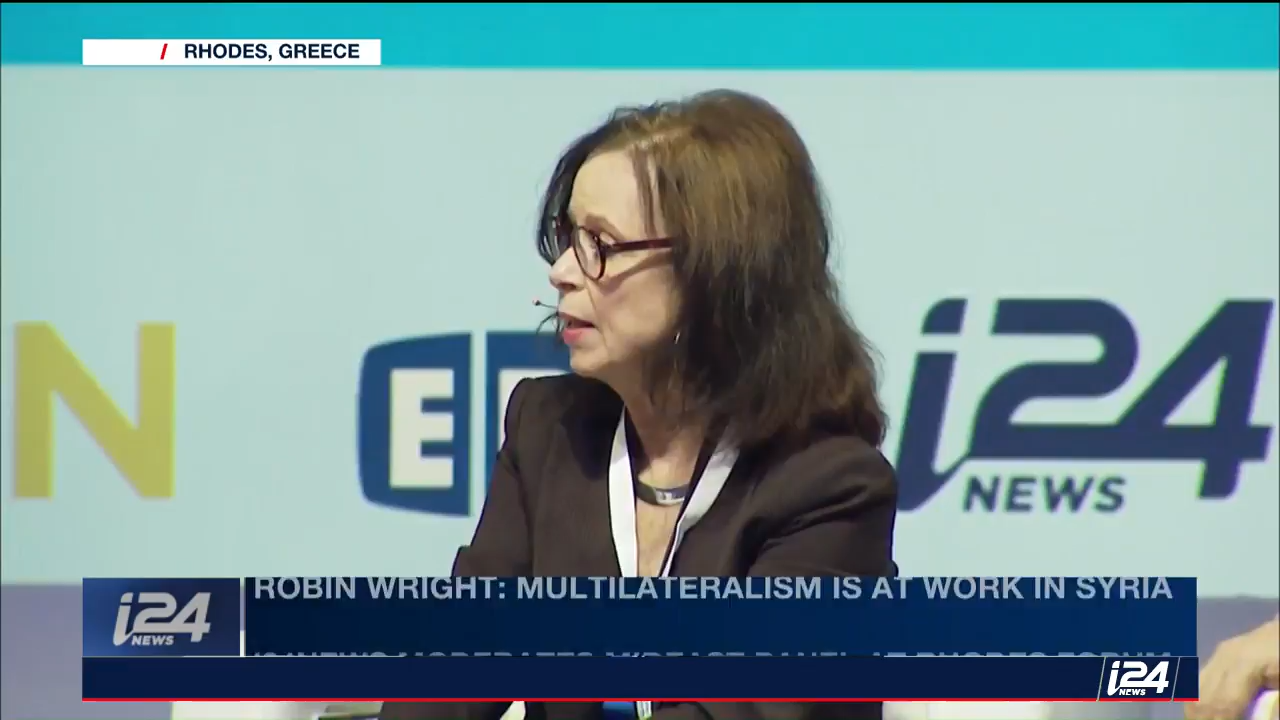 / RHODES, GREECE
N
E
i24
NEWS
ROBIN WRIGHT: MULTILATERALISM IS AT WORK IN SYRIA
i24
NEWS
i24
NEWS